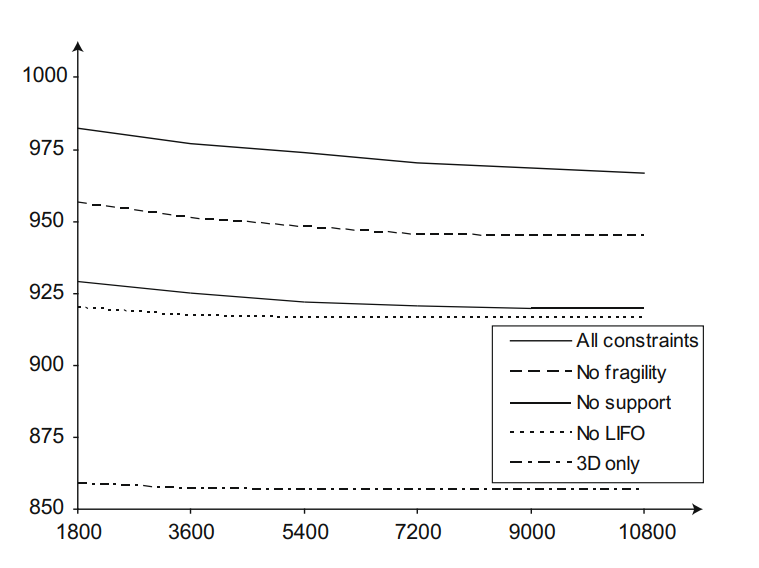 1000
975
950
925
900
875
850
1800 3600 5400 7200 9000 10800
All constraints
No fragility
No support
No LIFO
3D only